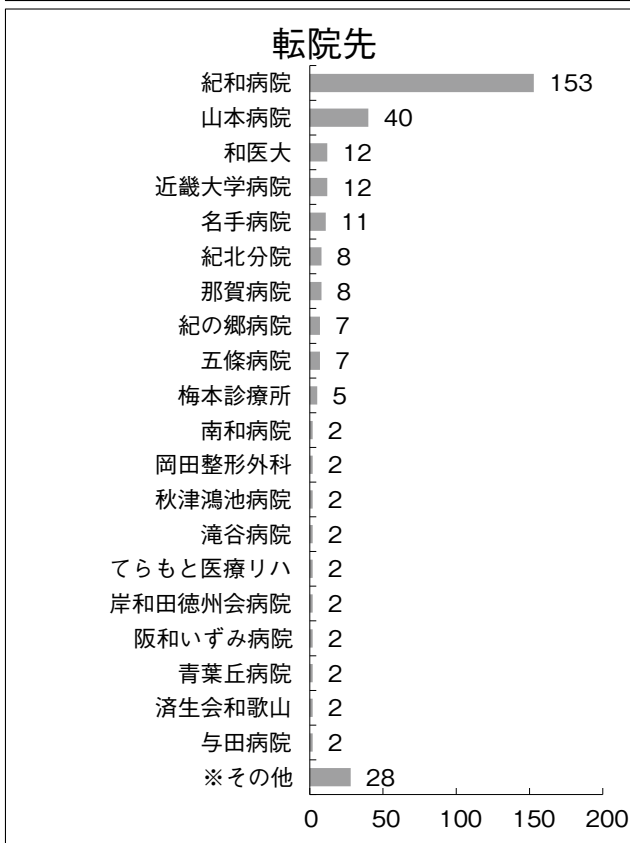 転院先
紀和病院 153
山本病院 40
和医大 12
近畿大学病院 12
名手病院 11
紀北分院 8
那賀病院 8
紀の郷病院 7
五條病院 7
梅本診療所 5
南和病院 2
岡田整形外科 2
秋津鴻池病院 2
滝谷病院 2
てらもと医療リハ 2
岸和田徳州会病院 2
阪和いずみ病院 2
青葉丘病院 2
済生会和歌山 2
与田病院 2
※その他 28
0 50 100 150 200